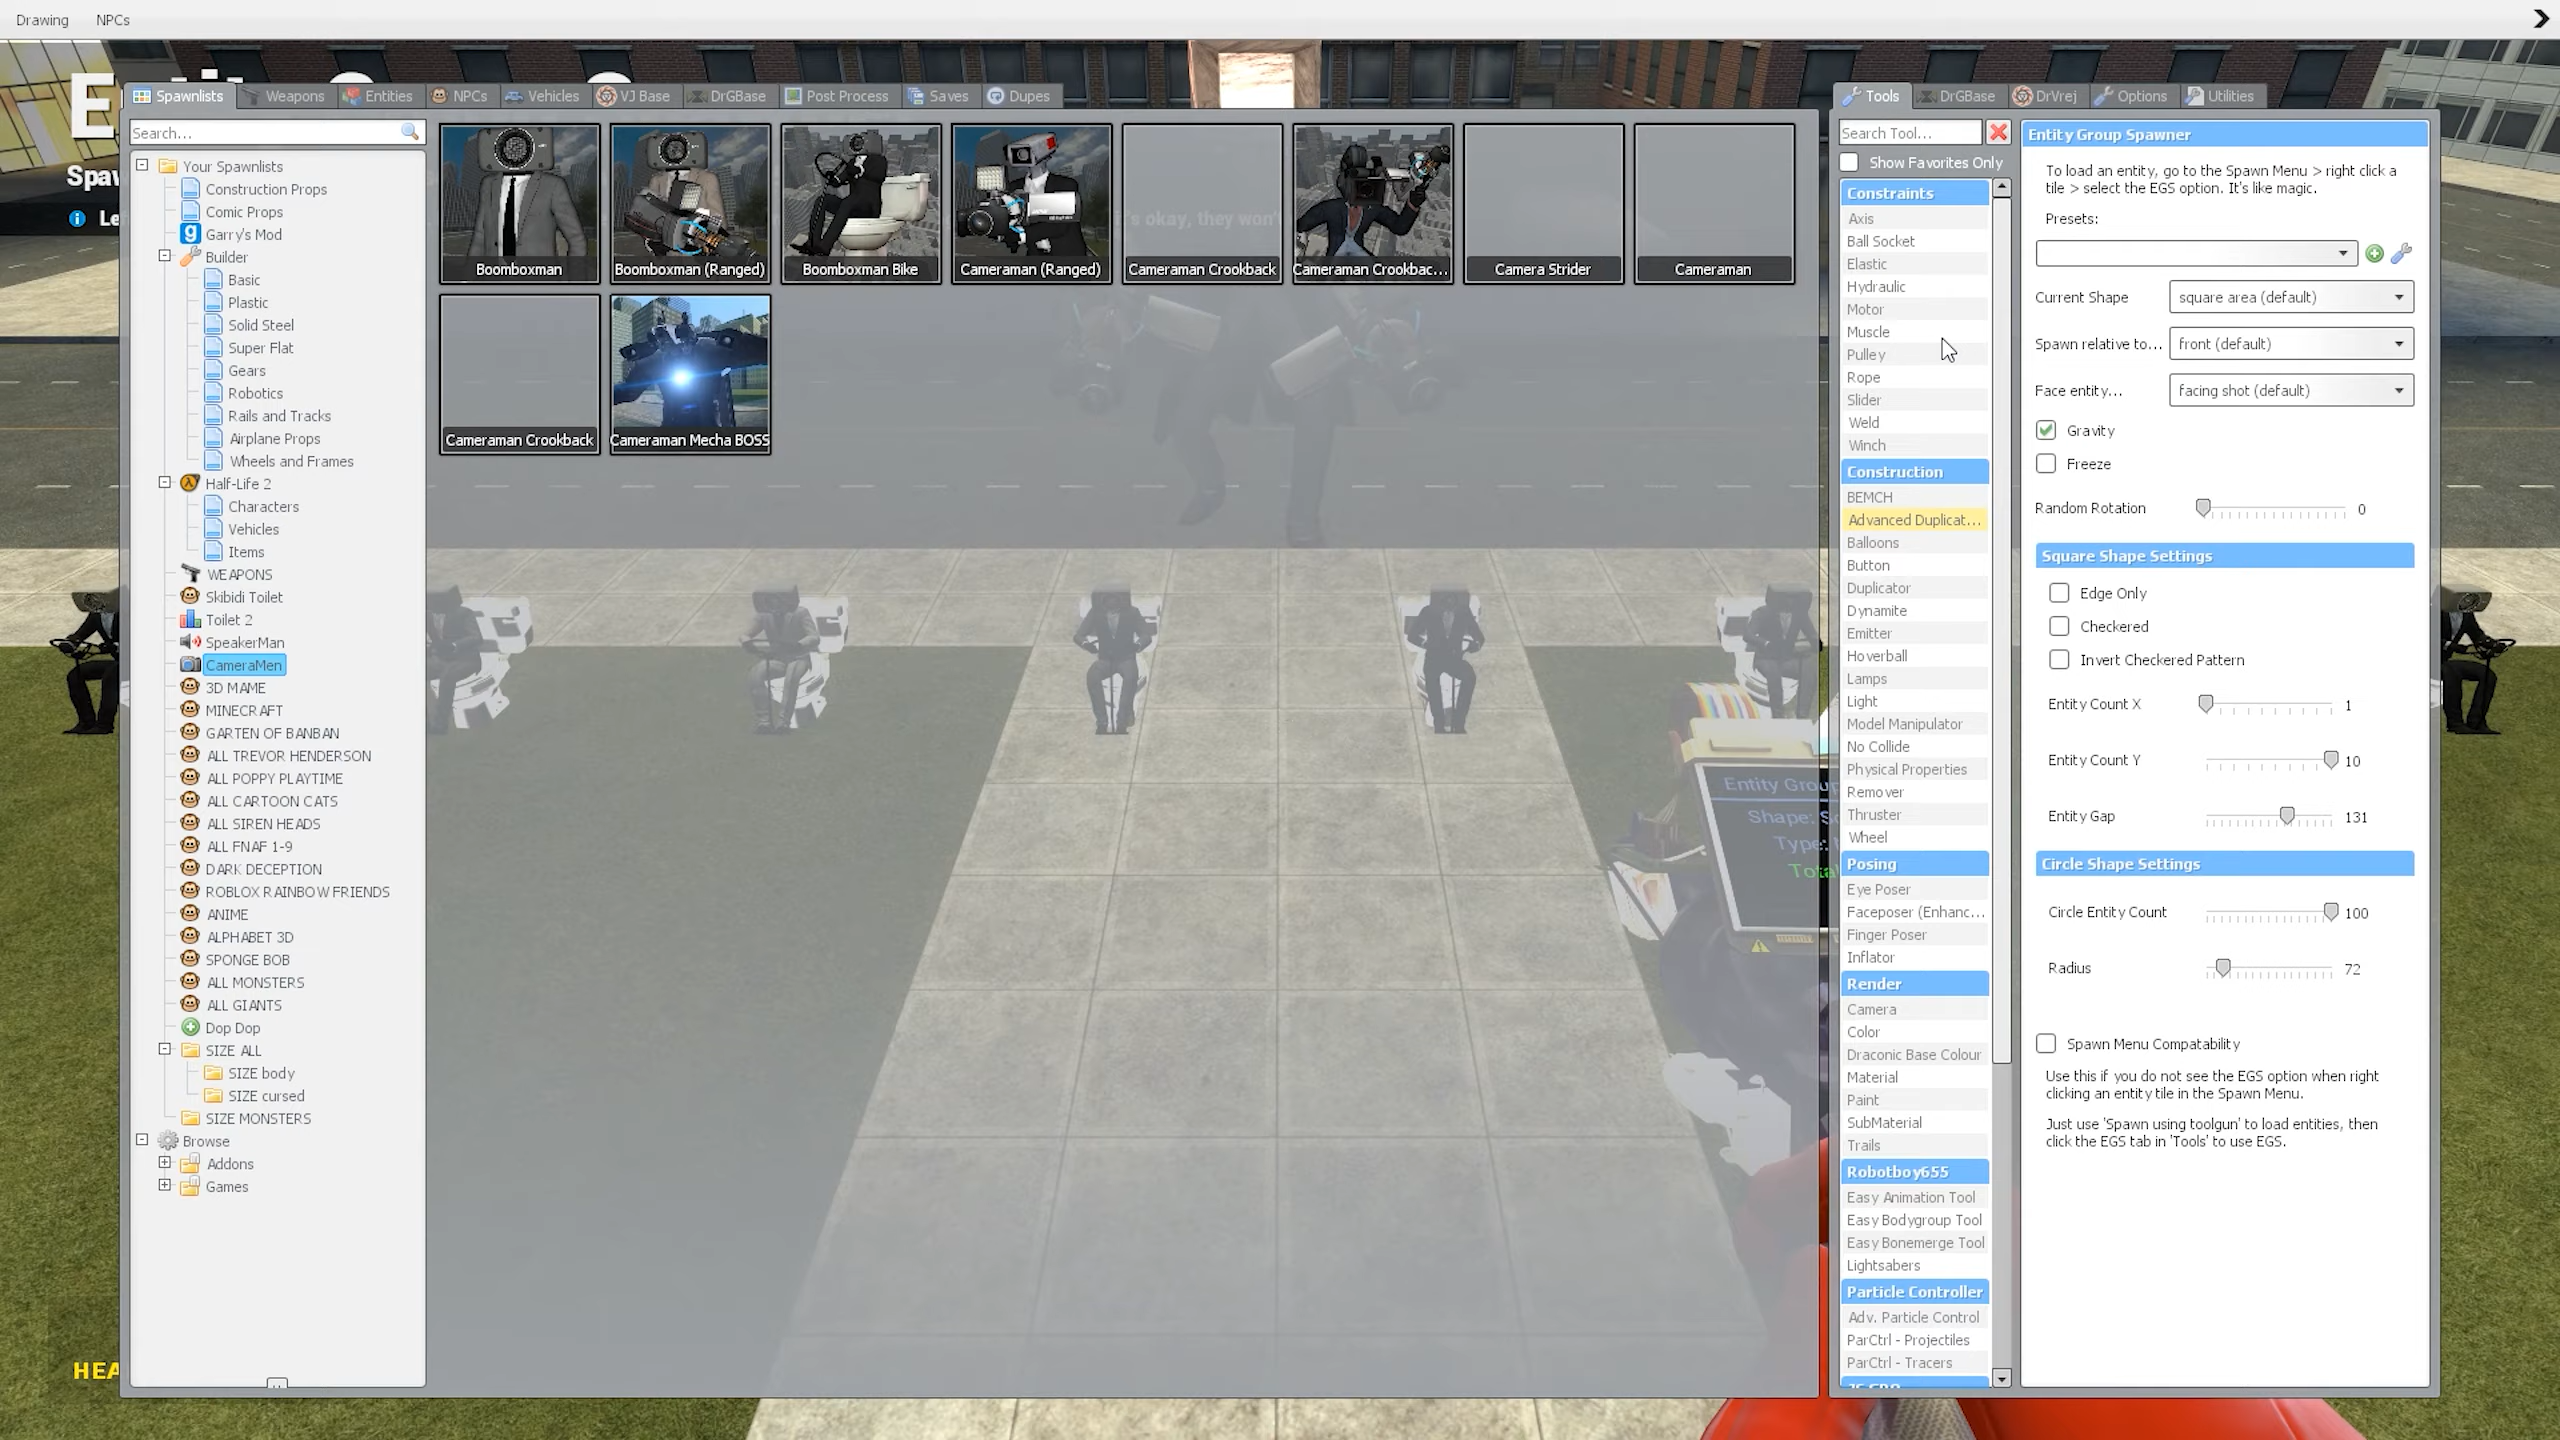 Drawing NPCs
Spawnlists Weapons Entities NPCs Vehicles VJ Base DrGBase Post Process Saves Dupes
Search...
Your Spawnlists
Construction Props
Comic Props
Garry's Mod
Builder
Basic
Plastic
Solid Steel
Super Flat
Gears
Robotics
Rails and Tracks
Airplane Props
Wheels and Frames
Half-Life 2
Characters
Vehicles
Items
WEAPONS
Skibidi Toilet
Toilet 2
SpeakerMan
CameraMen
3D MAME
MINECRAFT
GARTEN OF BANBAN
ALL TREVOR HENDERSON
ALL POPPY PLAYTIME
ALL CARTOON CATS
ALL SIREN HEADS
ALL FNAF 1-9
DARK DECEPTION
ROBLOX RAINBOW FRIENDS
ANIME
ALPHABET 3D
SPONGE BOB
ALL MONSTERS
ALL GIANTS
Dop Dop
SIZE ALL
SIZE body
SIZE cursed
SIZE MONSTERS
Browse
Addons
Games
Boomboxman
Boomboxman (Ranged)
Boomboxman Bike
Cameraman (Ranged)
Cameraman Crookback
Cameraman Crookbac...
Camera Strider
Cameraman
Cameraman Crookback
Cameraman Mecha BOSS
's okay, they won'
Entity Grou
Shape: S
Type:
Tota
Tools DrGBase DrVrej Options Utilities
Search Tool...
Show Favorites Only
Constraints
Axis
Ball Socket
Elastic
Hydraulic
Motor
Muscle
Pulley
Rope
Slider
Weld
Winch
Construction
BEMCH
Advanced Duplicat...
Balloons
Button
Duplicator
Dynamite
Emitter
Hoverball
Lamps
Light
Model Manipulator
No Collide
Physical Properties
Remover
Thruster
Wheel
Posing
Eye Poser
Faceposer (Enhanc...
Finger Poser
Inflator
Render
Camera
Color
Draconic Base Colour
Material
Paint
SubMaterial
Trails
Robotboy655
Easy Animation Tool
Easy Bodygroup Tool
Easy Bonemerge Tool
Lightsabers
Particle Controller
Adv. Particle Control
ParCtrl - Projectiles
ParCtrl - Tracers
Entity Group Spawner
To load an entity, go to the Spawn Menu > right click a
tile > select the EGS option. It's like magic.
Presets:
Current Shape square area (default)
Spawn relative to... front (default)
Face entity... facing shot (default)
Gravity
Freeze
Random Rotation 0
Square Shape Settings
Edge Only
Checkered
Invert Checkered Pattern
Entity Count X 1
Entity Count Y 10
Entity Gap 131
Circle Shape Settings
Circle Entity Count 100
Radius 72
Spawn Menu Compatability
Use this if you do not see the EGS option when right
clicking an entity tile in the Spawn Menu.
Just use 'Spawn using toolgun' to load entities, then
click the EGS tab in 'Tools' to use EGS.
Spa
Le
HEA